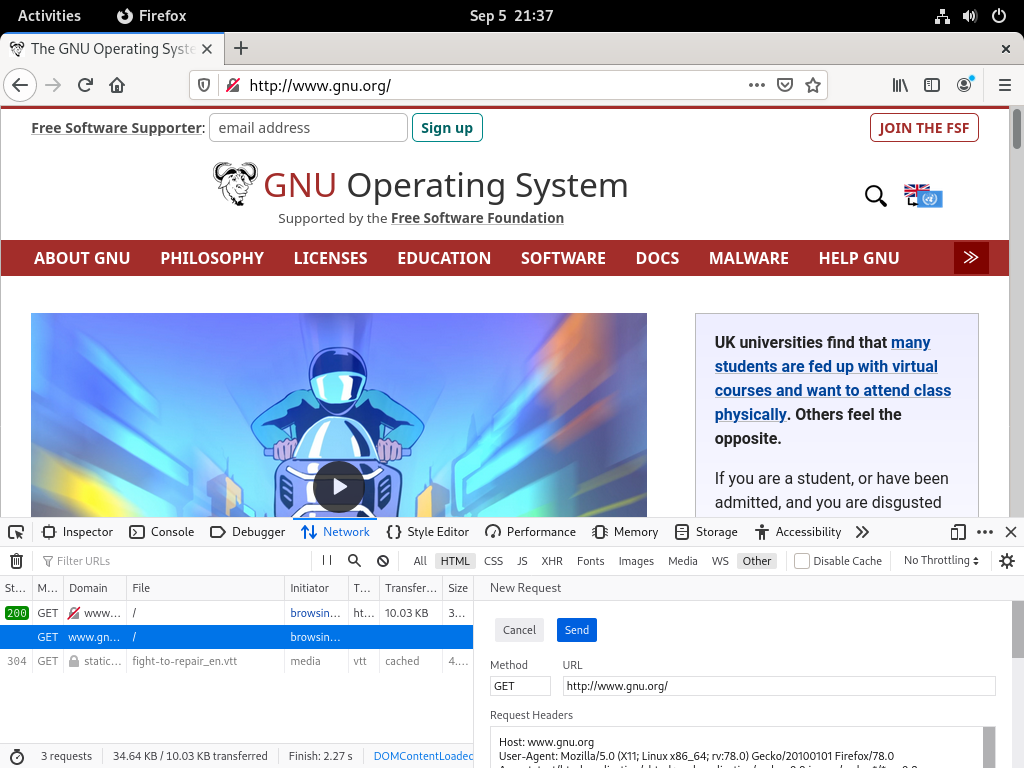 Activities Firefox Sep 5 21:37
The GNU Operating Syste
http://www.gnu.org/
Free Software Supporter: email address Sign up JOIN THE FSF
GNU Operating System
Supported by the Free Software Foundation
ABOUT GNU PHILOSOPHY LICENSES EDUCATION SOFTWARE DOCS MALWARE HELP GNU
UK universities find that many
students are fed up with virtual
courses and want to attend class
physically. Others feel the
opposite.
If you are a student, or have been
admitted, and you are disgusted
Inspector Console Debugger Network Style Editor Performance Memory Storage Accessibility
Filter URLs All HTML CSS JS XHR Fonts Images Media WS Other Disable Cache No Throttling
St... M... Domain File Initiator T... Transfer... Size New Request
200 GET www... / browsin... ht... 10.03 KB 3...
GET www.gn... / browsin...
304 GET static... fight-to-repair_en.vtt media vtt cached 4....
Cancel Send
Method URL
GET http://www.gnu.org/
Request Headers
Host: www.gnu.org
User-Agent: Mozilla/5.0 (X11; Linux x86_64; rv:78.0) Gecko/20100101 Firefox/78.0
3 requests 34.64 KB / 10.03 KB transferred Finish: 2.27 s DOMContentLoaded